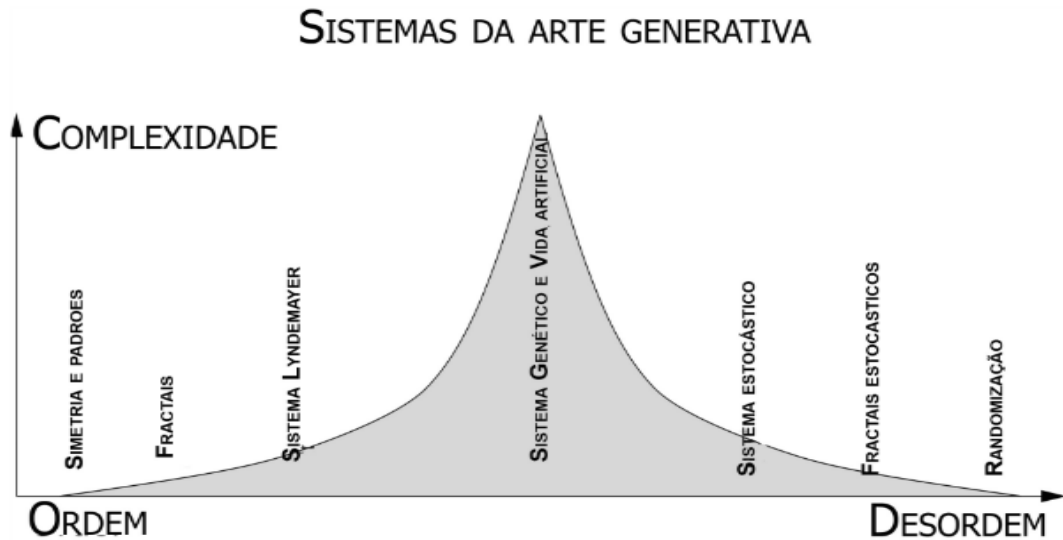 SISTEMAS DA ARTE GENERATIVA
COMPLEXIDADE
SIMETRIA E PADROES
FRACTAIS
SISTEMA LYNDEMAYER
SISTEMA GENÉTICO E VIDA ARTIFICIAL
SISTEMA ESTOCÁSTICO
FRACTAIS ESTOCASTICOS
RANDOMIZAÇÃO
ORDEM
DESORDEM